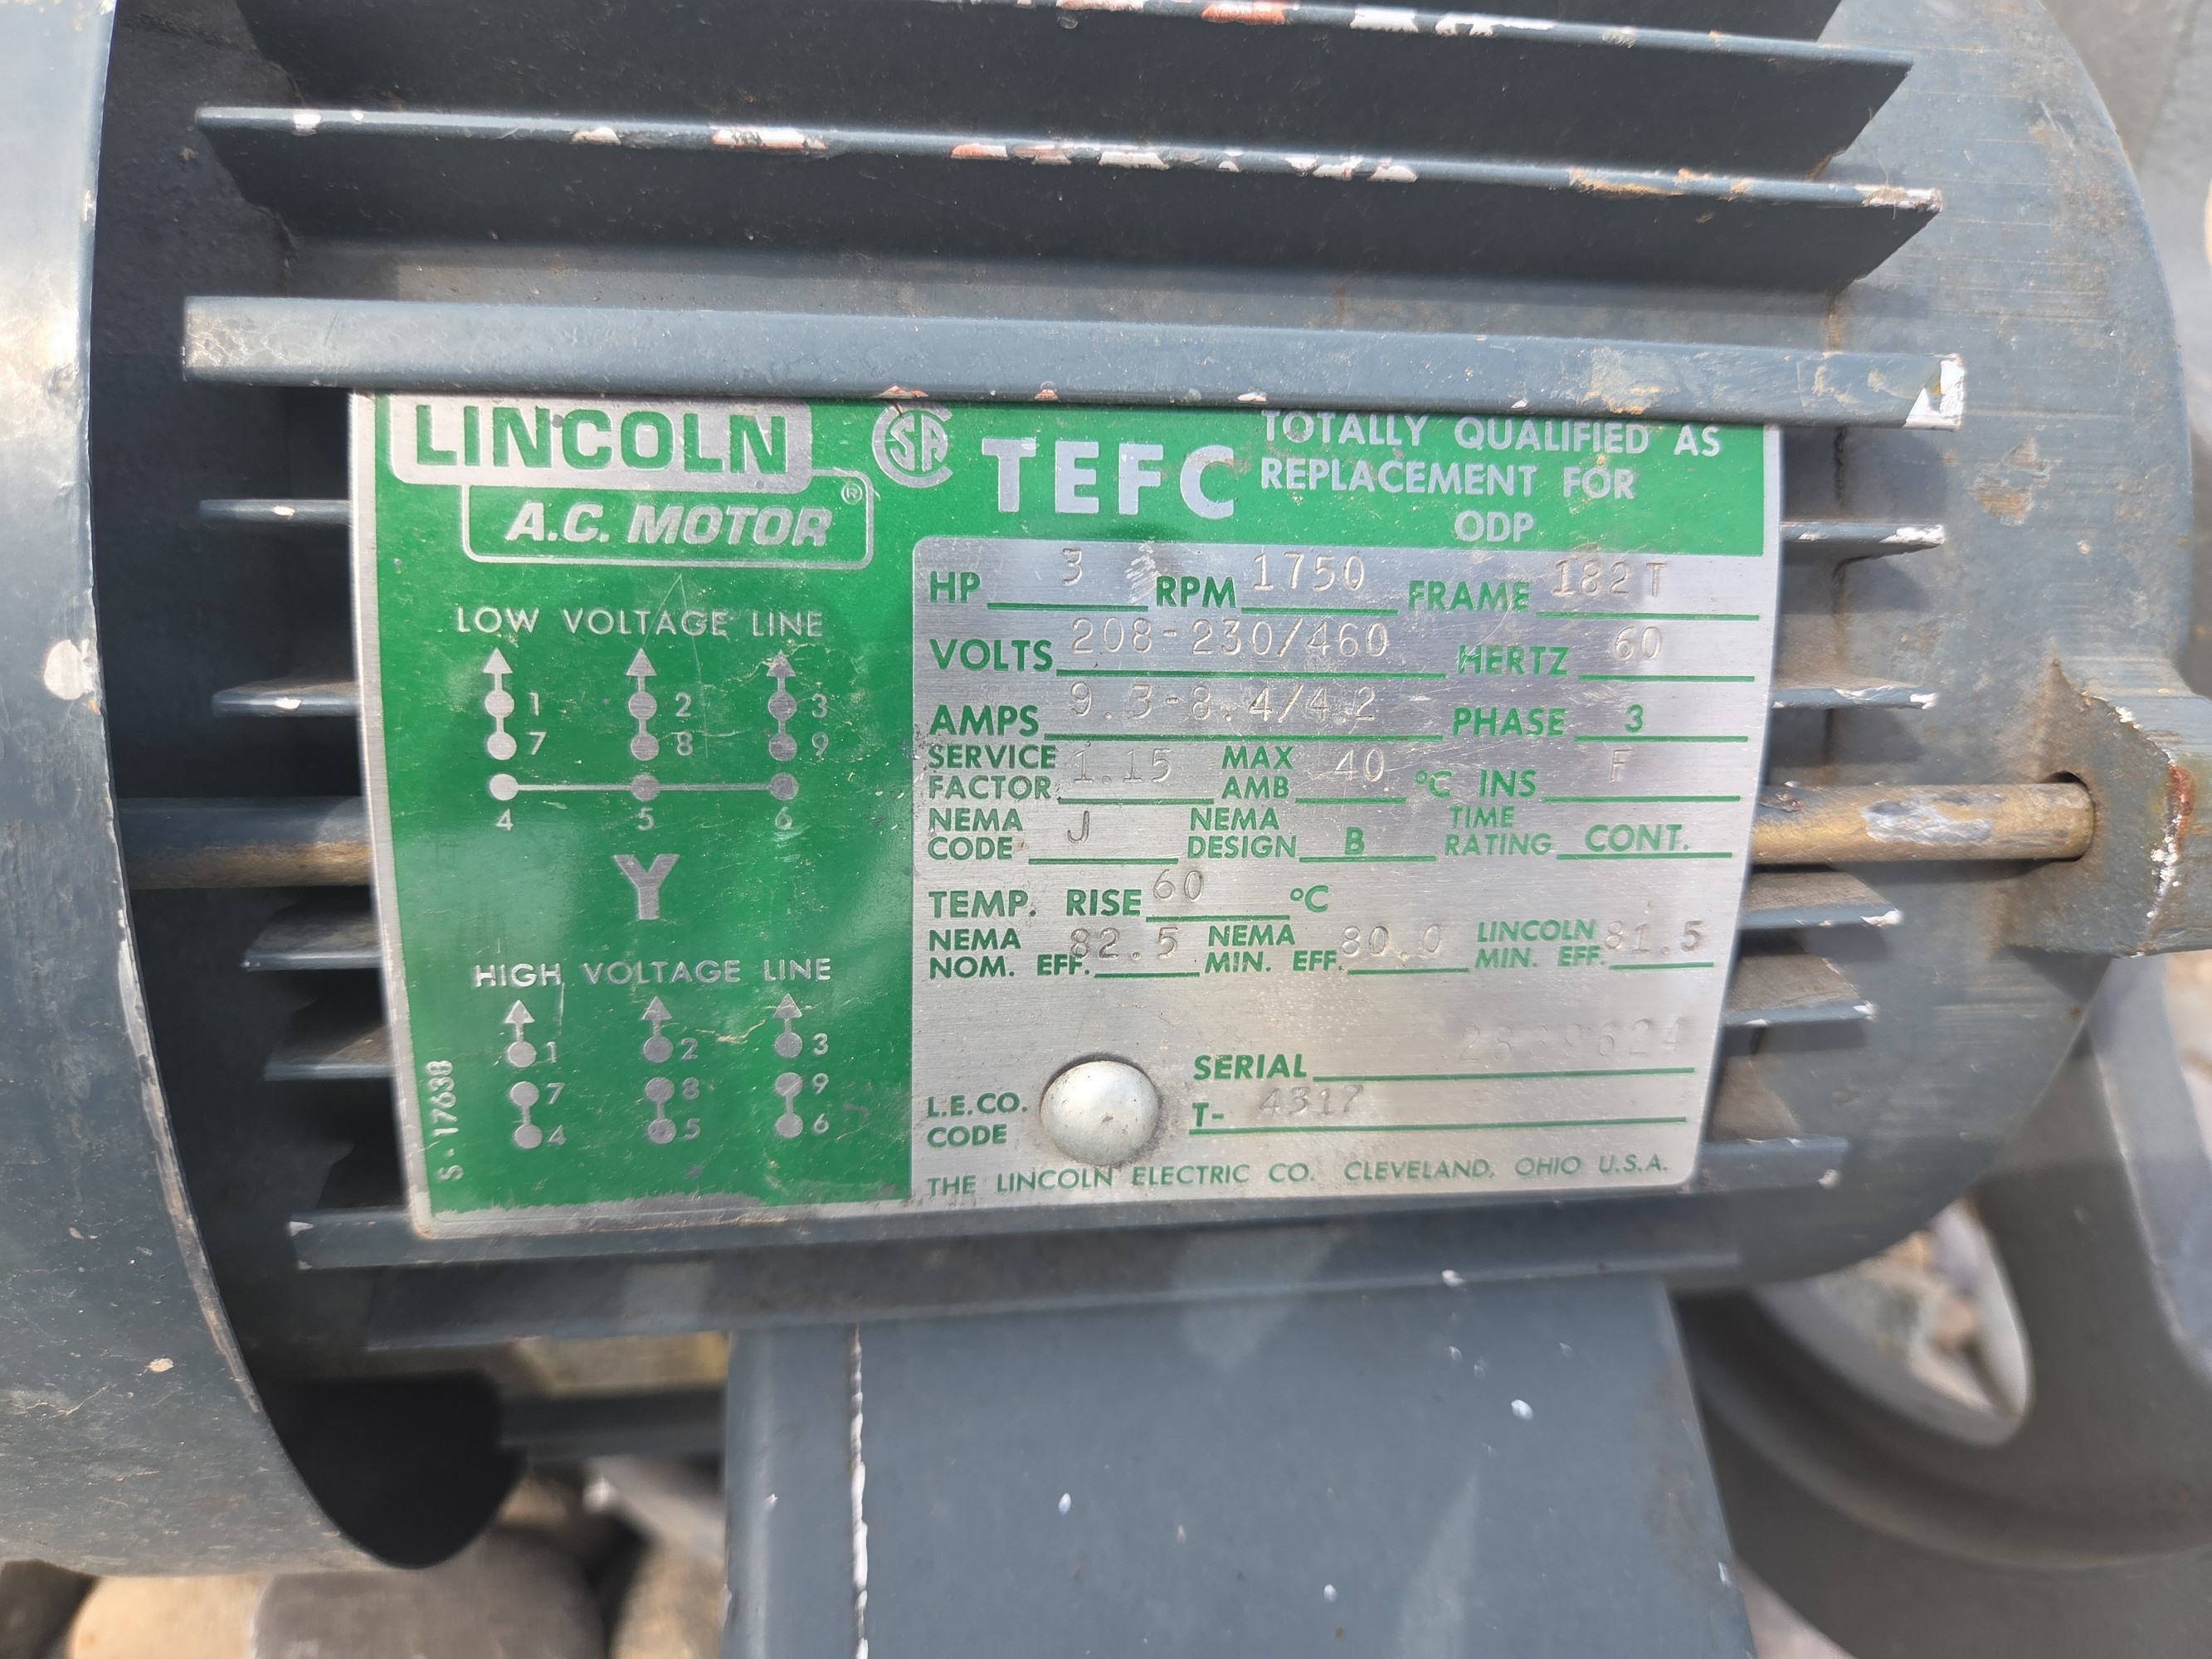 LINCOLN
A.C. MOTOR ®
CSA
TEFC
TOTALLY QUALIFIED AS
REPLACEMENT FOR
ODP
LOW VOLTAGE LINE
1 2 3
7 8 9
4 5 6
Y
HIGH VOLTAGE LINE
1 2 3
7 8 9
4 5 6
S-17638
HP 3 RPM 1750 FRAME 182T
VOLTS 208-230/460 HERTZ 60
AMPS 9.3-8.4/4.2 PHASE 3
SERVICE FACTOR 1.15 MAX AMB 40 °C INS F
NEMA CODE J NEMA DESIGN B TIME RATING CONT.
TEMP. RISE 60 °C
NEMA NOM. EFF. 82.5 NEMA MIN. EFF. 80.0 LINCOLN MIN. EFF. 81.5
SERIAL
L.E.CO. CODE T- 4317
THE LINCOLN ELECTRIC CO. CLEVELAND, OHIO U.S.A.